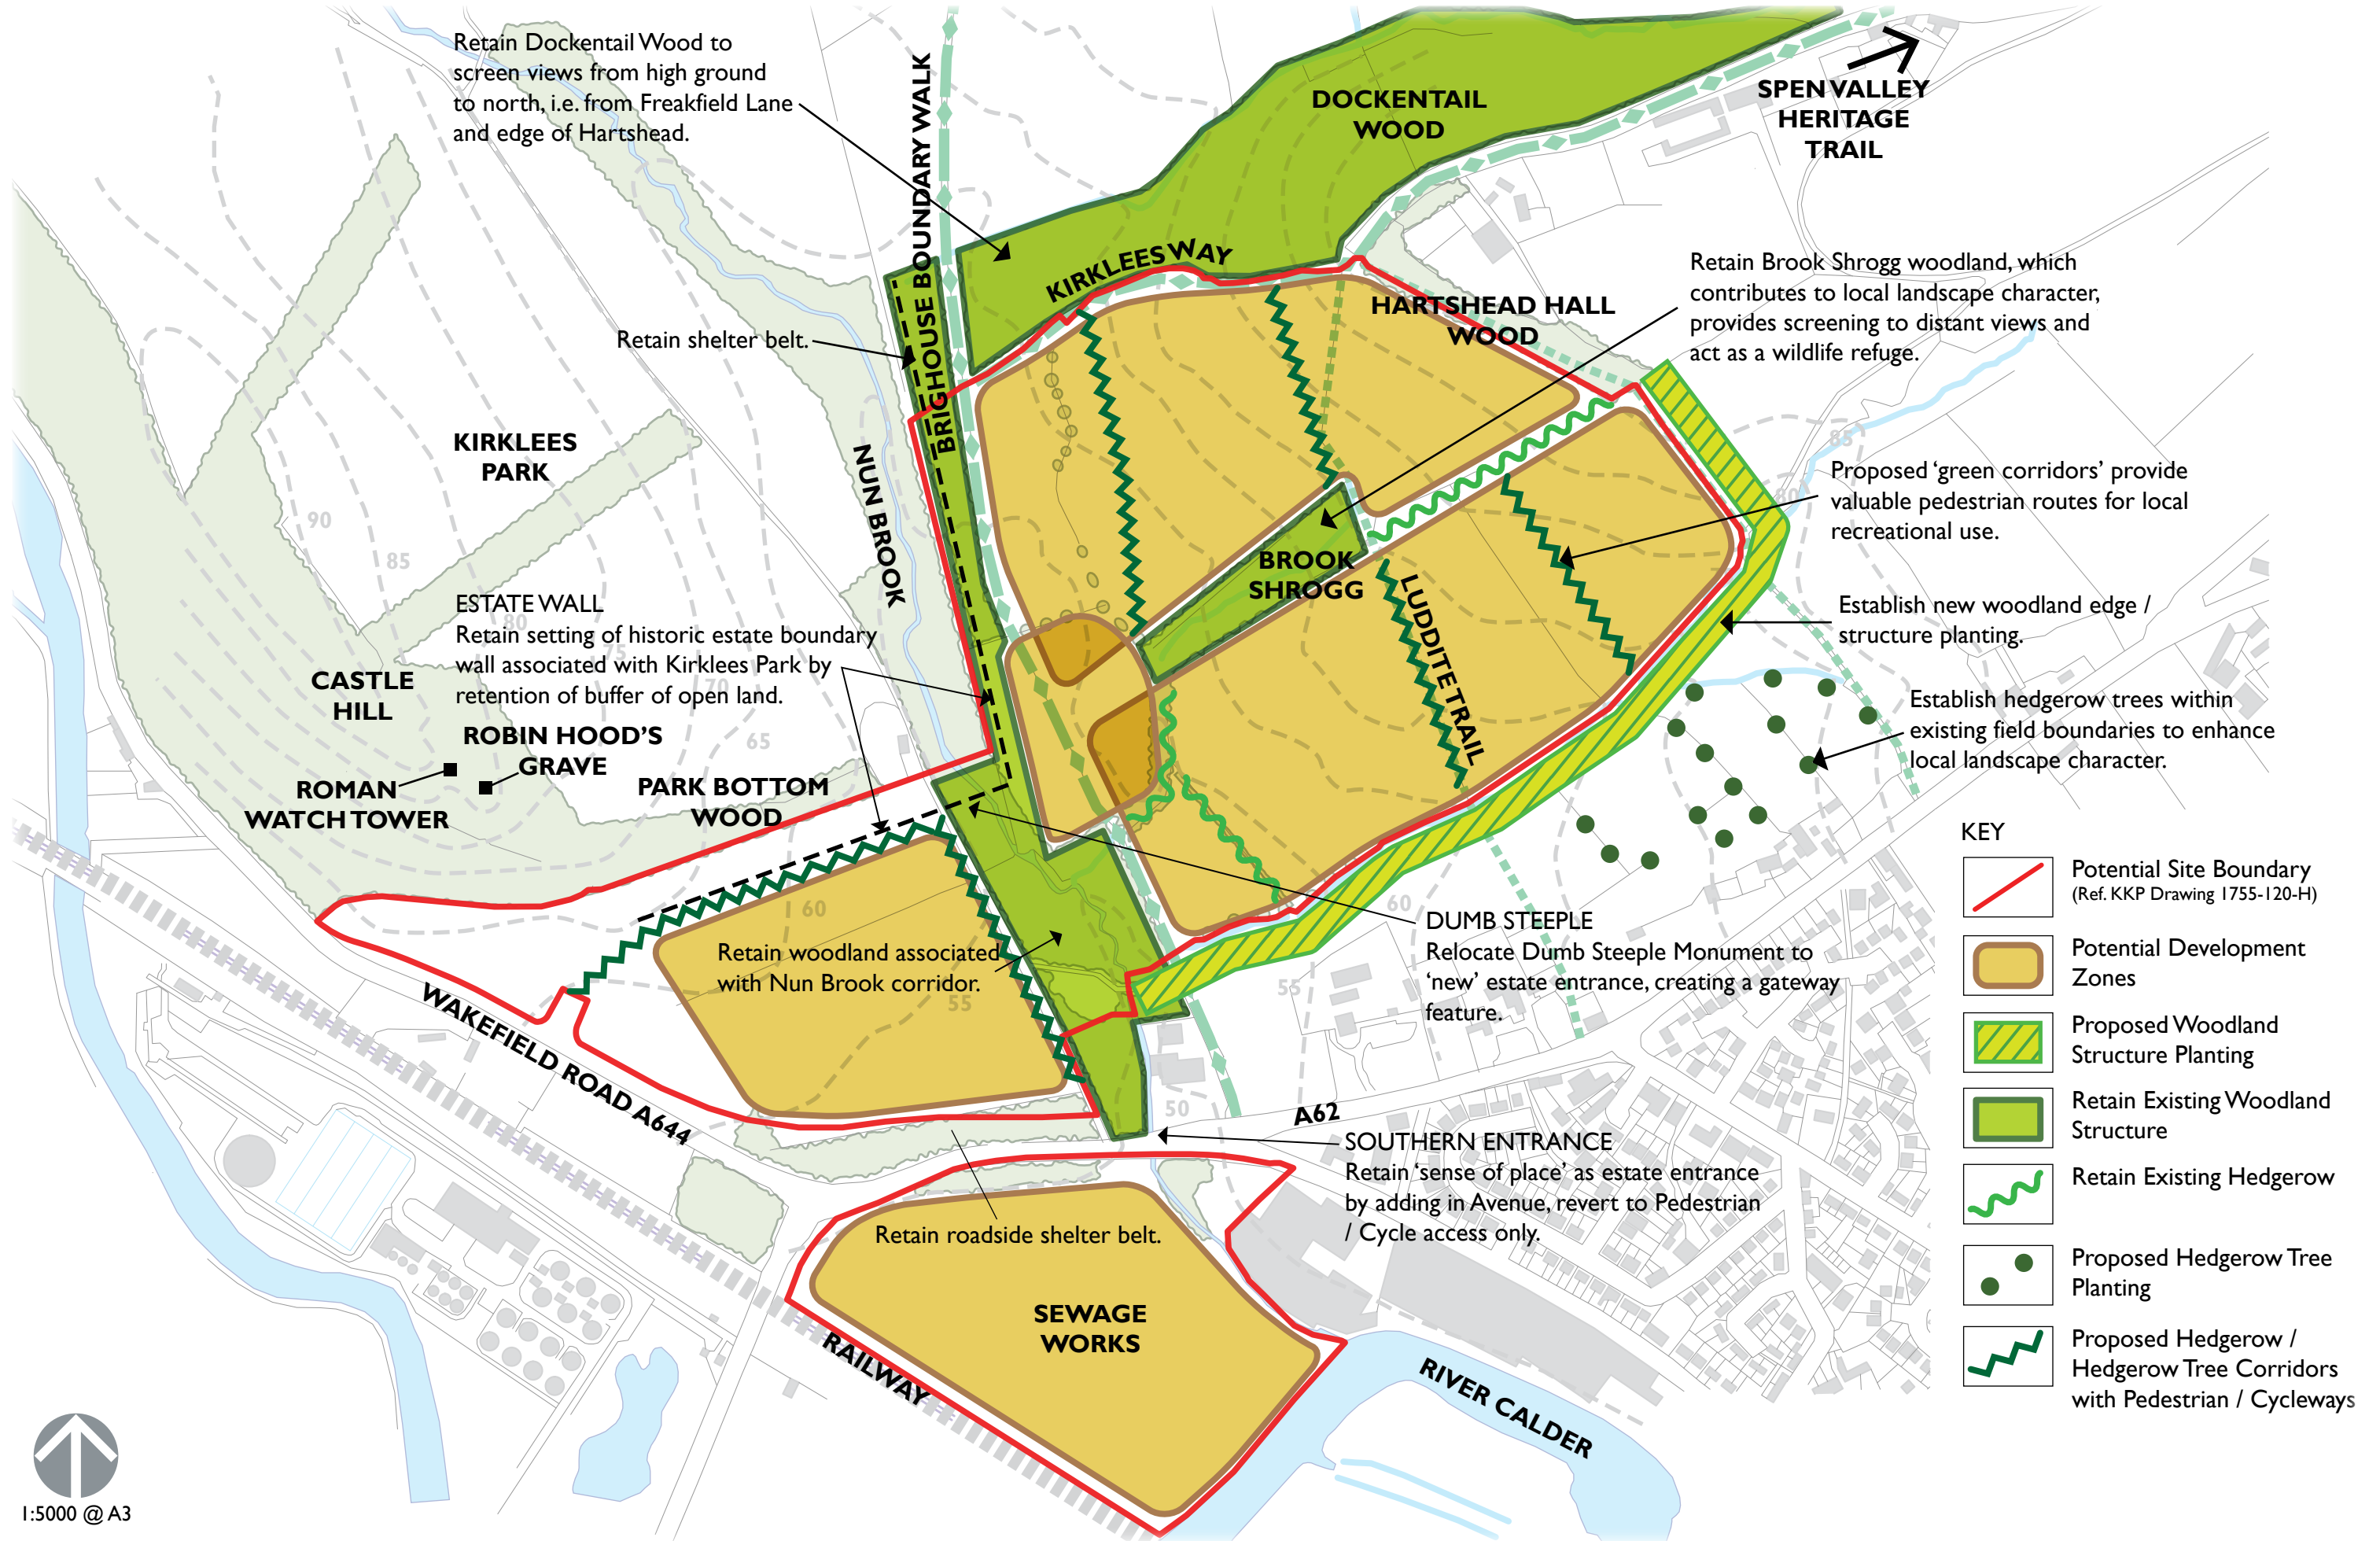 Retain Dockentail Wood to
screen views from high ground
to north, i.e. from Freakfield Lane
and edge of Hartshead.
BRIGHOUSE BOUNDARY WALK
DOCKENTAIL
WOOD
SPEN VALLEY
HERITAGE
TRAIL
KIRKLEES WAY
Retain shelter belt.
HARTSHEAD HALL
WOOD
Retain Brook Shrogg woodland, which
contributes to local landscape character,
provides screening to distant views and
act as a wildlife refuge.
KIRKLEES
PARK
NUN BROOK
85
80
Proposed ‘green corridors’ provide
valuable pedestrian routes for local
recreational use.
90
85
80
75
70
65
BROOK
SHROGG
LUDDITE TRAIL
ESTATE WALL
Retain setting of historic estate boundary
wall associated with Kirklees Park by
retention of buffer of open land.
Establish new woodland edge /
structure planting.
CASTLE
HILL
ROBIN HOOD’S
GRAVE
ROMAN
WATCH TOWER
PARK BOTTOM
WOOD
Establish hedgerow trees within
existing field boundaries to enhance
local landscape character.
60
60
55
55
50
Retain woodland associated
with Nun Brook corridor.
DUMB STEEPLE
Relocate Dumb Steeple Monument to
‘new’ estate entrance, creating a gateway
feature.
WAKEFIELD ROAD A644
A62
SOUTHERN ENTRANCE
Retain ‘sense of place’ as estate entrance
by adding in Avenue, revert to Pedestrian
/ Cycle access only.
Retain roadside shelter belt.
SEWAGE
WORKS
RAILWAY
RIVER CALDER
KEY
Potential Site Boundary
(Ref. KKP Drawing 1755-120-H)
Potential Development
Zones
Proposed Woodland
Structure Planting
Retain Existing Woodland
Structure
Retain Existing Hedgerow
Proposed Hedgerow Tree
Planting
Proposed Hedgerow /
Hedgerow Tree Corridors
with Pedestrian / Cycleways
1:5000 @ A3